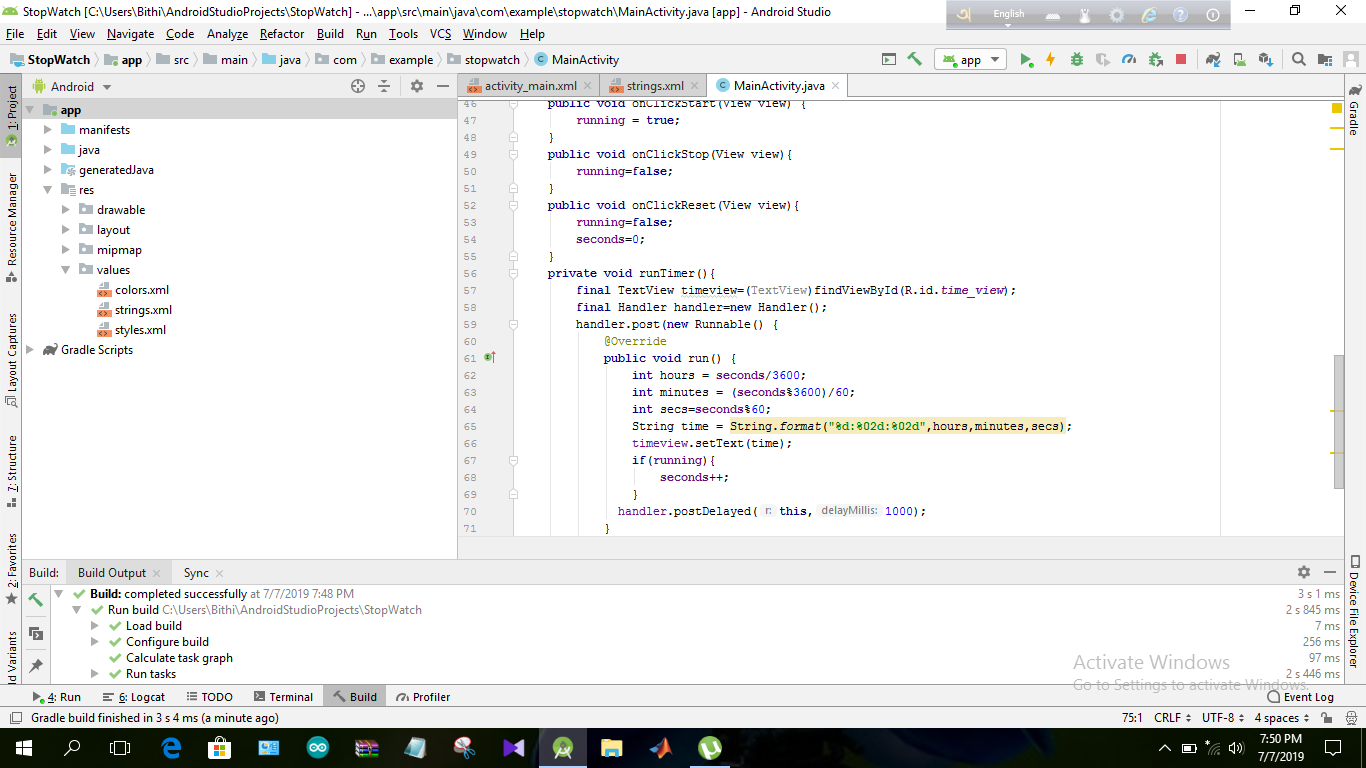 StopWatch [C:\Users\Bithi\AndroidStudioProjects\StopWatch] - ...\app\src\main\java\com\example\stopwatch\MainActivity.java [app] - Android Studio
English
File Edit View Navigate Code Analyze Refactor Build Run Tools VCS Window Help
StopWatch app src main java com example stopwatch MainActivity
app
Android
activity_main.xml strings.xml MainActivity.java
1: Project
Resource Manager
Layout Captures
7: Structure
2: Favorites
d Variants
app
manifests
java
generatedJava
res
drawable
layout
mipmap
values
colors.xml
strings.xml
styles.xml
Gradle Scripts
46 public void onClickStart(View view) {
47 running = true;
48 }
49 public void onClickStop(View view){
50 running=false;
51 }
52 public void onClickReset(View view){
53 running=false;
54 seconds=0;
55 }
56 private void runTimer(){
57 final TextView timeview=(TextView)findViewById(R.id.time_view);
58 final Handler handler=new Handler();
59 handler.post(new Runnable() {
60 @Override
61 public void run() {
62 int hours = seconds/3600;
63 int minutes = (seconds%3600)/60;
64 int secs=seconds%60;
65 String time = String.format("%d:%02d:%02d",hours,minutes,secs);
66 timeview.setText(time);
67 if(running){
68 seconds++;
69 }
70 handler.postDelayed( r: this, delayMillis: 1000);
71 }
Gradle
Device File Explorer
Build: Build Output Sync
Build: completed successfully at 7/7/2019 7:48 PM 3 s 1 ms
Run build C:\Users\Bithi\AndroidStudioProjects\StopWatch 2 s 845 ms
Load build 7 ms
Configure build 256 ms
Calculate task graph 97 ms
Run tasks 2 s 446 ms
Activate Windows
Go to Settings to activate Windows.
4: Run 6: Logcat TODO Terminal Build Profiler Event Log
Gradle build finished in 3 s 4 ms (a minute ago) 75:1 CRLF UTF-8 4 spaces
7:50 PM
7/7/2019